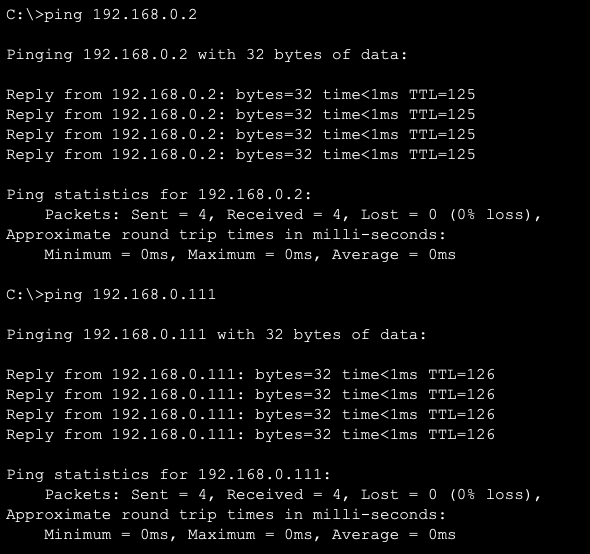 C:\>ping 192.168.0.2
Pinging 192.168.0.2 with 32 bytes of data:
Reply from 192.168.0.2: bytes=32 time<1ms TTL=125
Reply from 192.168.0.2: bytes=32 time<1ms TTL=125
Reply from 192.168.0.2: bytes=32 time<1ms TTL=125
Reply from 192.168.0.2: bytes=32 time<1ms TTL=125
Ping statistics for 192.168.0.2:
    Packets: Sent = 4, Received = 4, Lost = 0 (0% loss),
Approximate round trip times in milli-seconds:
    Minimum = 0ms, Maximum = 0ms, Average = 0ms
C:\>ping 192.168.0.111
Pinging 192.168.0.111 with 32 bytes of data:
Reply from 192.168.0.111: bytes=32 time<1ms TTL=126
Reply from 192.168.0.111: bytes=32 time<1ms TTL=126
Reply from 192.168.0.111: bytes=32 time<1ms TTL=126
Reply from 192.168.0.111: bytes=32 time<1ms TTL=126
Ping statistics for 192.168.0.111:
    Packets: Sent = 4, Received = 4, Lost = 0 (0% loss),
Approximate round trip times in milli-seconds:
    Minimum = 0ms, Maximum = 0ms, Average = 0ms